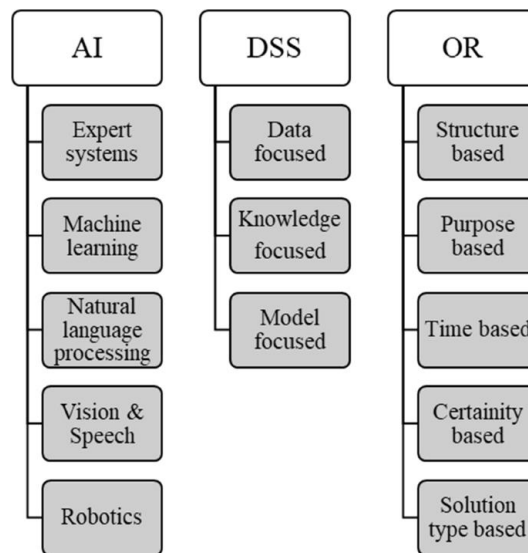 AI
Expert
systems
Machine
learning
Natural
language
processing
Vision &
Speech
Robotics
DSS
Data
focused
Knowledge
focused
Model
focused
OR
Structure
based
Purpose
based
Time based
Certainity
based
Solution
type based